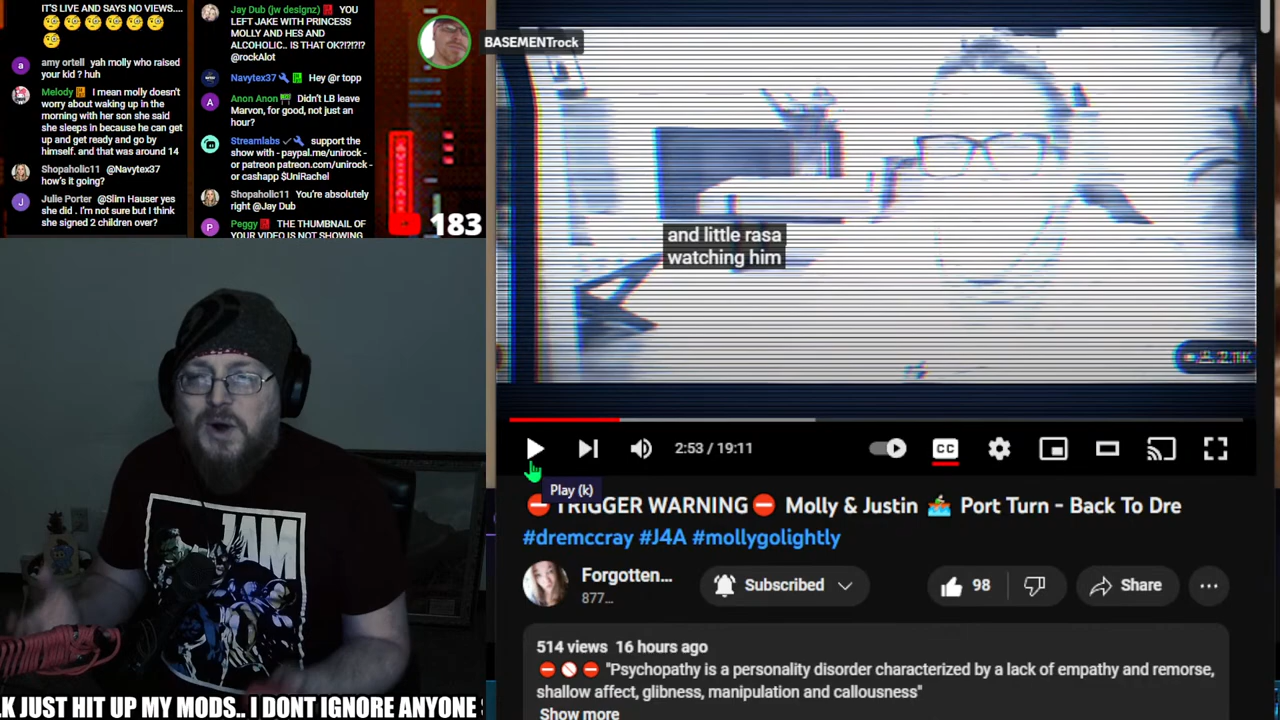 IT'S LIVE AND SAYS NO VIEWS....
amy ortell yah molly who raised
your kid ? huh
Melody I mean molly doesn't
worry about waking up in the
morning with her son she said
she sleeps in because he can get
up and get ready and go by
himself. and that was around 14
Shopaholic11 @Navytex37
how's it going?
Julie Porter @Slim Hauser yes
she did . I'm not sure but I think
she signed 2 children over?
Jay Dub (jw designz) YOU
LEFT JAKE WITH PRINCESS
MOLLY AND HES AND
ALCOHOLIC.. IS THAT OK?!?!?!?
@rockAlot
Navytex37 Hey @r topp
Anon Anon Didn't LB leave
Marvon, for good, not just an
hour?
Streamlabs support the
show with - paypal.me/unirock -
or patreon patreon.com/unirock -
or cashapp $UniRachel
Shopaholic11 You're absolutely
right @Jay Dub
Peggy THE THUMBNAIL OF
YOUR VIDEO IS NOT SHOWING
183
BASEMENTrock
and little rasa
watching him
2:53 / 19:11
CC
Play (k)
TRIGGER WARNING Molly & Justin Port Turn - Back To Dre
#dremccray #J4A #mollygolightly
Forgotten...
877...
Subscribed
98
Share
514 views 16 hours ago
"Psychopathy is a personality disorder characterized by a lack of empathy and remorse,
shallow affect, glibness, manipulation and callousness"
Show more
JAM
K JUST HIT UP MY MODS.. I DONT IGNORE ANYONE